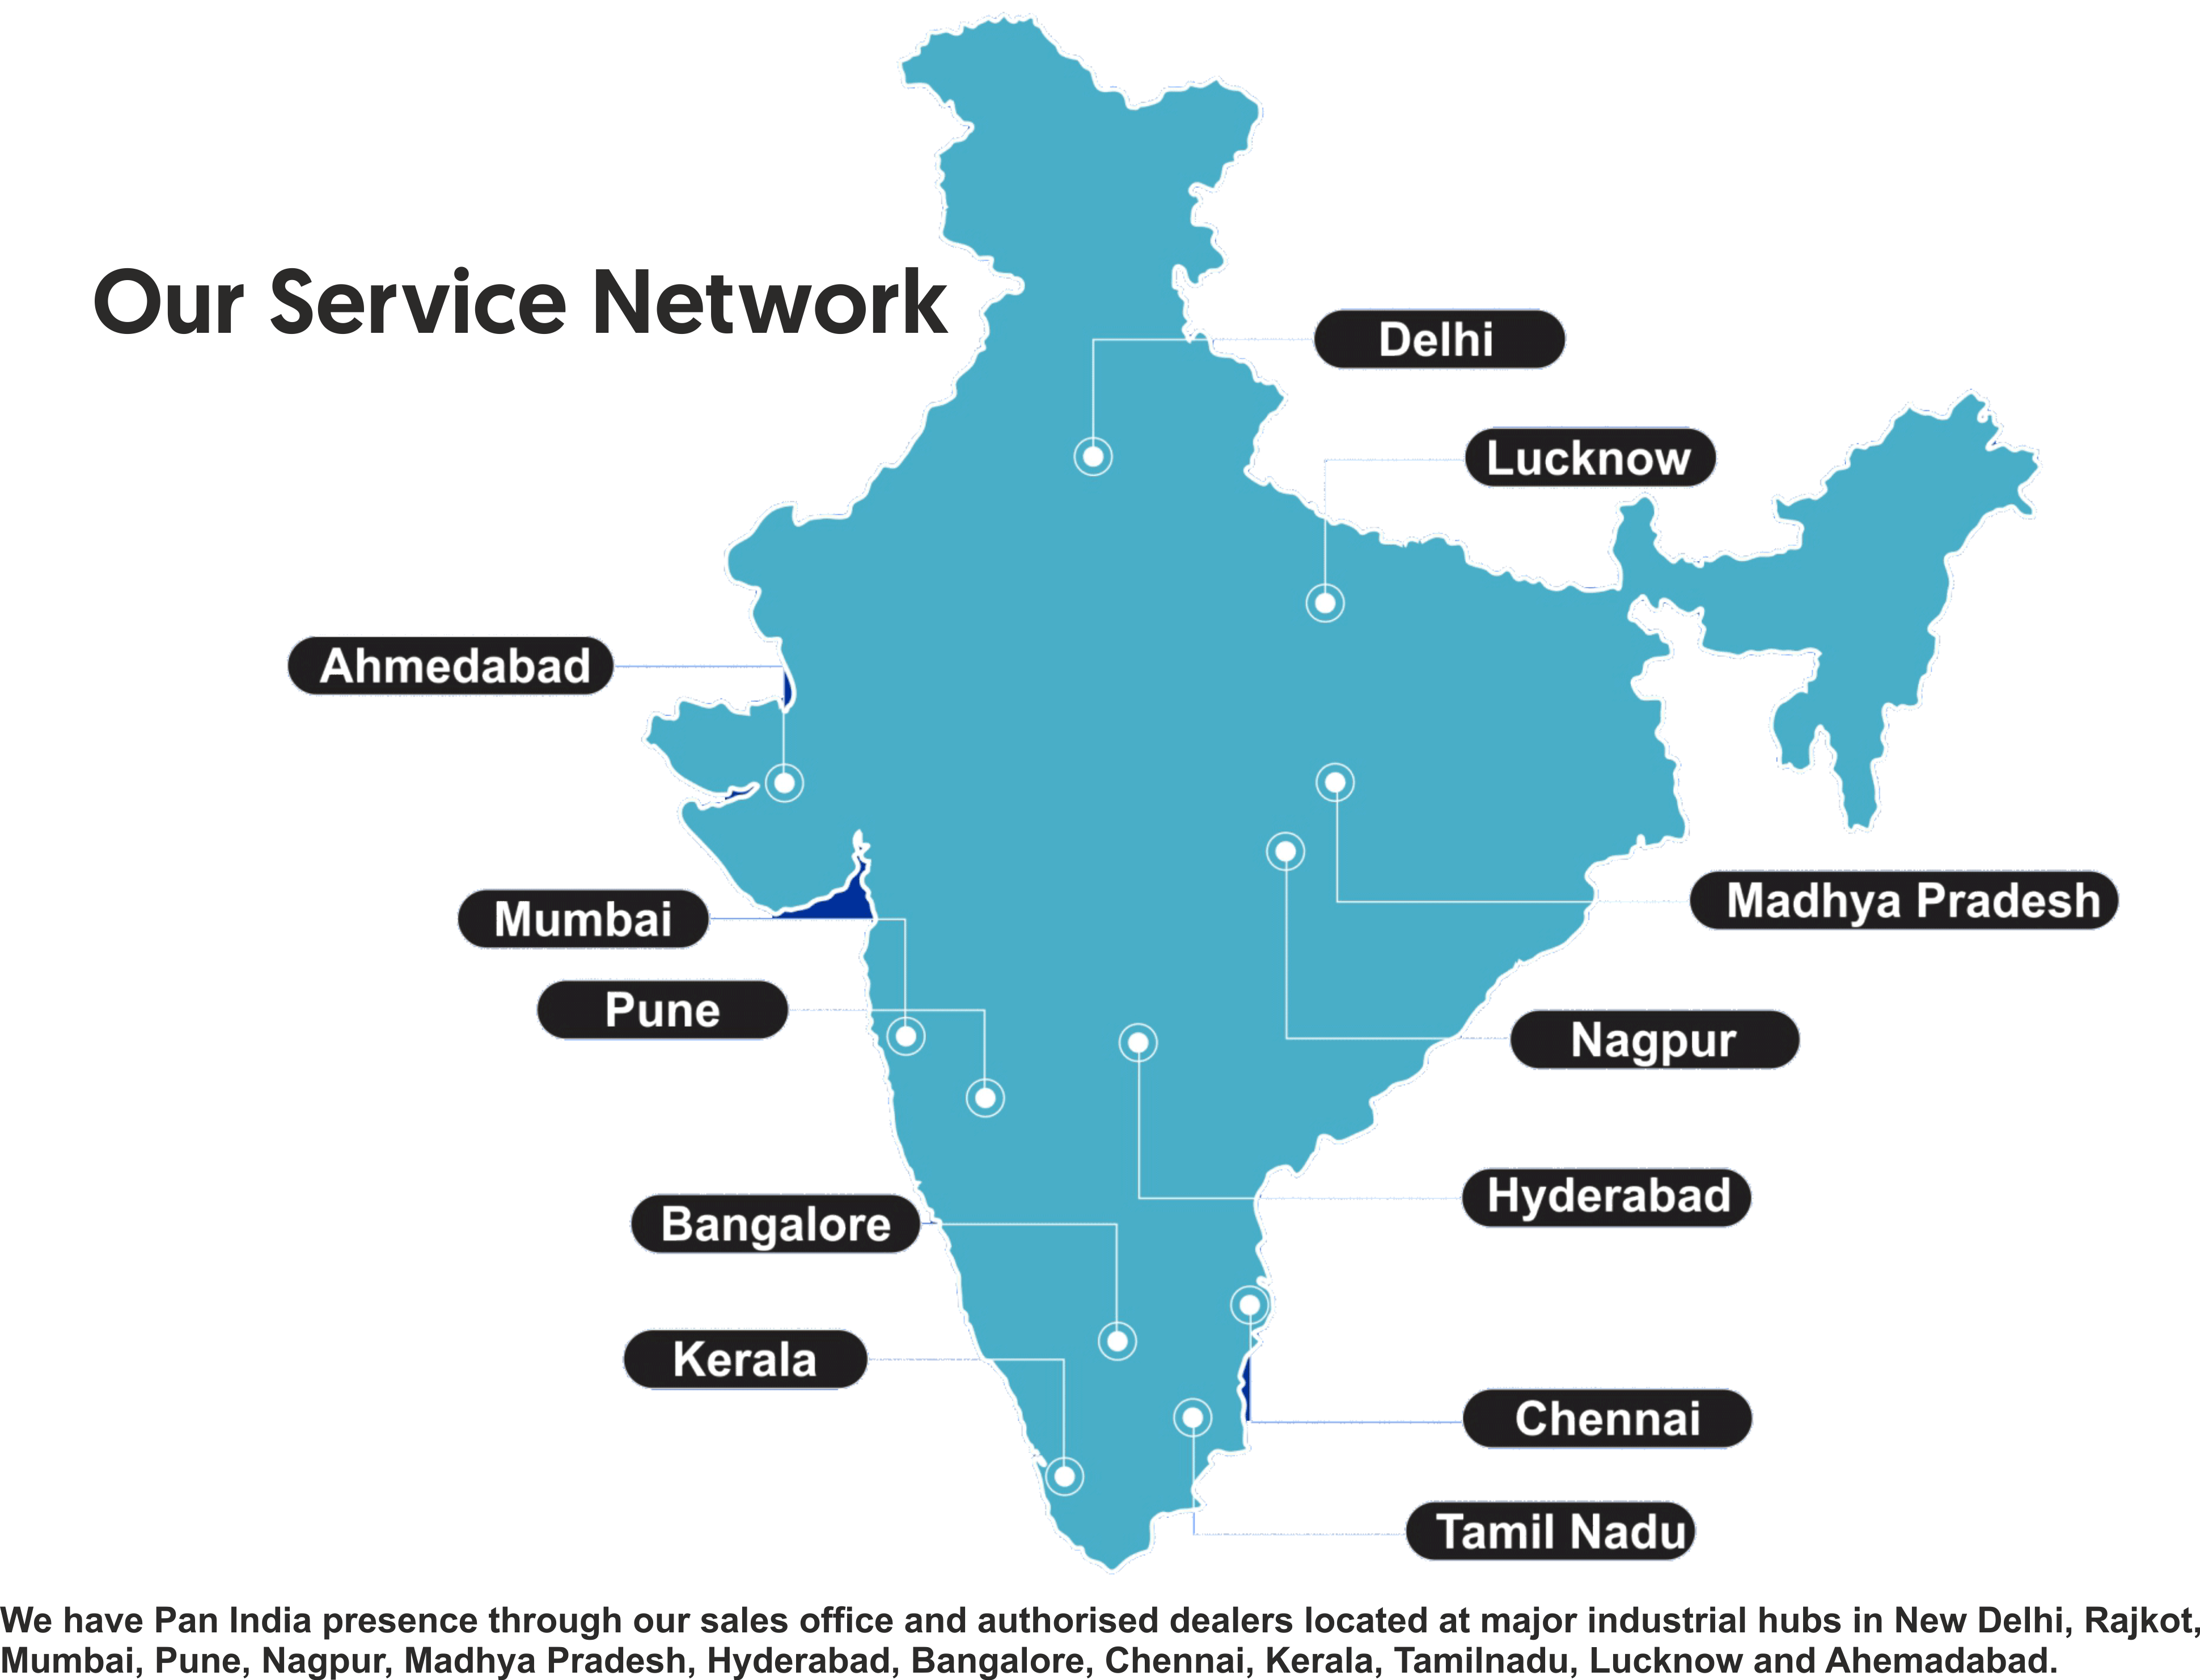 Our Service Network
Delhi
Lucknow
Ahmedabad
Madhya Pradesh
Mumbai
Pune
Nagpur
Hyderabad
Bangalore
Kerala
Chennai
Tamil Nadu
We have Pan India presence through our sales office and authorised dealers located at major industrial hubs in New Delhi, Rajkot,
Mumbai, Pune, Nagpur, Madhya Pradesh, Hyderabad, Bangalore, Chennai, Kerala, Tamilnadu, Lucknow and Ahemadabad.